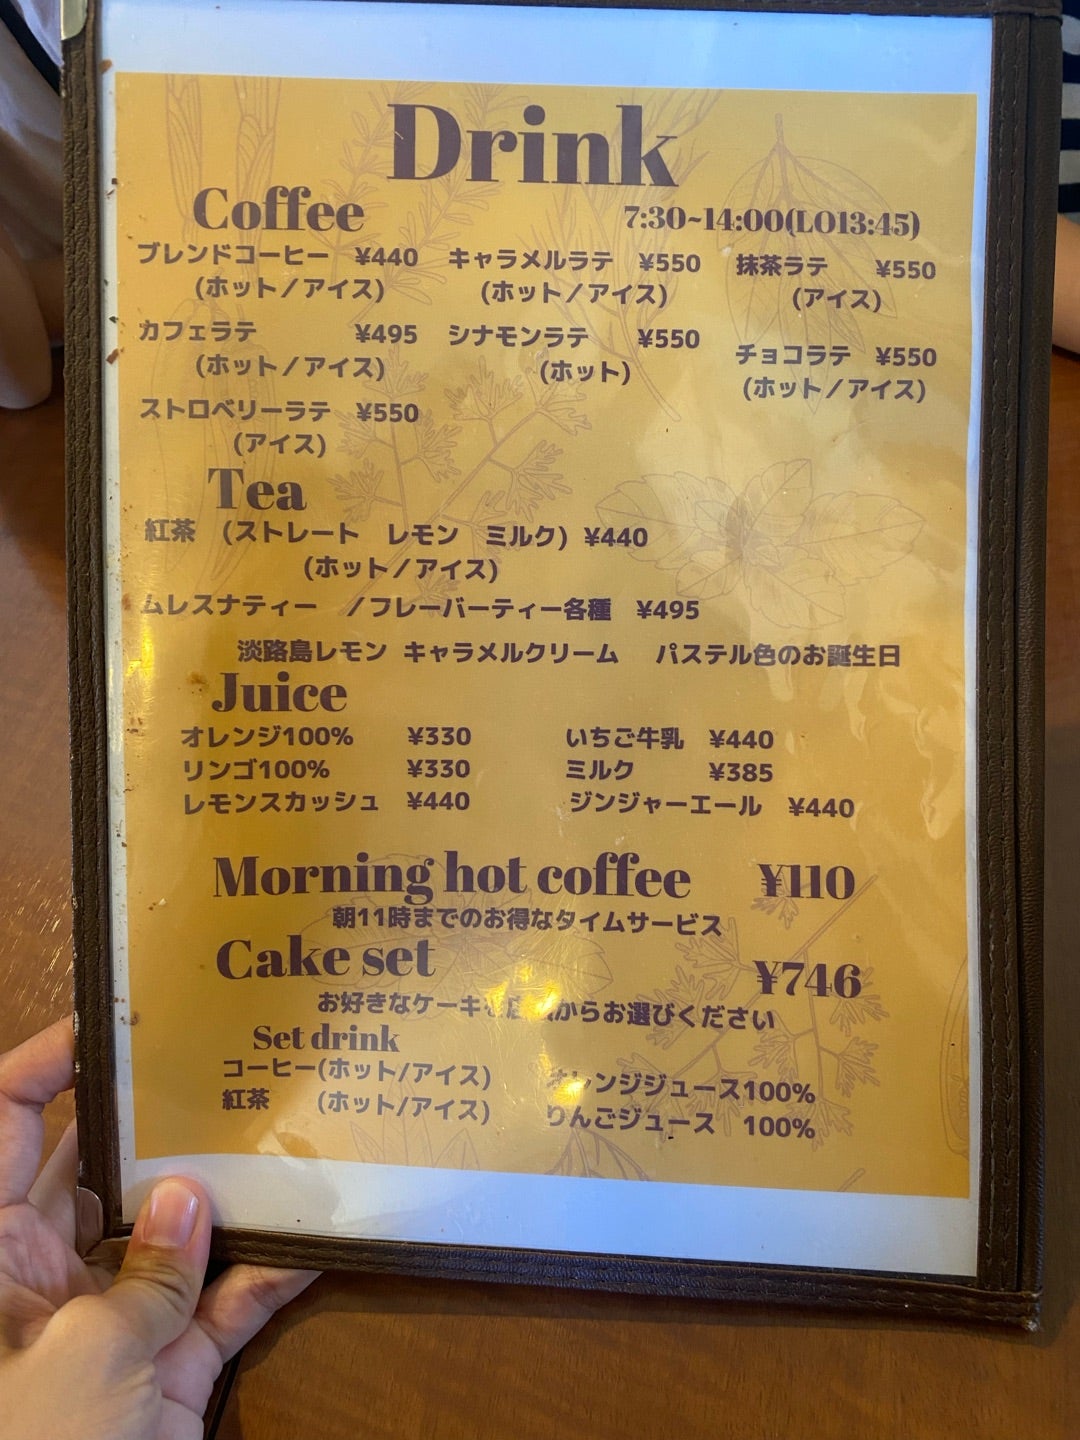 Drink
Coffee
7:30~14:00(LO13:45)
ブレンドコーヒー ¥440 キャラメルラテ ¥550 抹茶ラテ ¥550
(ホット/アイス) (ホット/アイス) (アイス)
カフェラテ ¥495 シナモンラテ ¥550 チョコラテ ¥550
(ホット/アイス) (ホット) (ホット/アイス)
ストロベリーラテ ¥550
(アイス)
Tea
紅茶 (ストレート レモン ミルク) ¥440
(ホット/アイス)
ムレスナティー /フレーバーティー各種 ¥495
淡路島レモン キャラメルクリーム パステル色のお誕生日
Juice
オレンジ100% ¥330 いちご牛乳 ¥440
リンゴ100% ¥330 ミルク ¥385
レモンスカッシュ ¥440 ジンジャーエール ¥440
Morning hot coffee ¥110
朝11時までのお得なタイムサービス
Cake set ¥746
お好きなケーキ からお選びください
Set drink
コーヒー(ホット/アイス) オレンジジュース100%
紅茶 (ホット/アイス) りんごジュース 100%